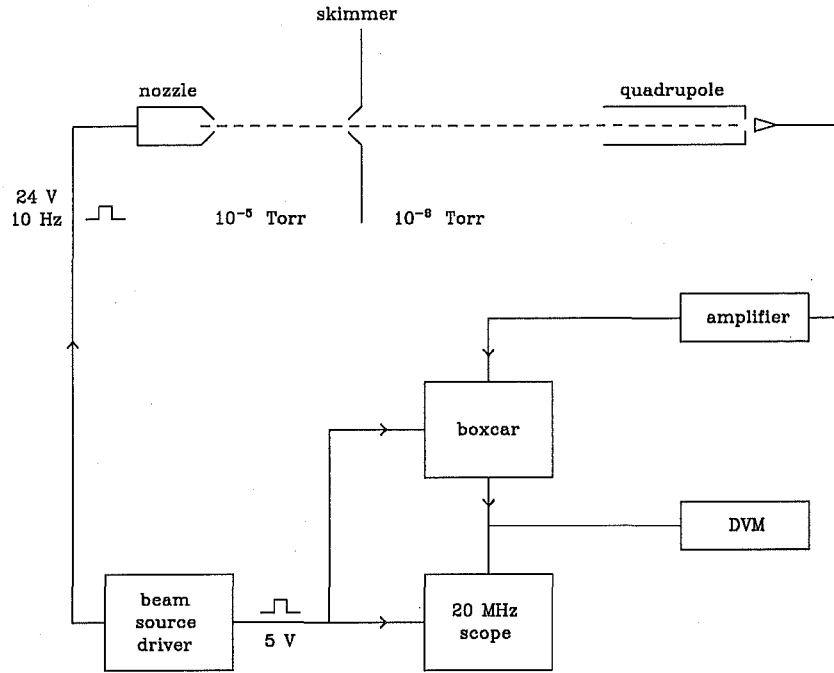 skimmer
nozzle
quadrupole
24 V
10 Hz
10⁻⁵ Torr
10⁻⁸ Torr
amplifier
boxcar
DVM
beam
source
driver
5 V
20 MHz
scope